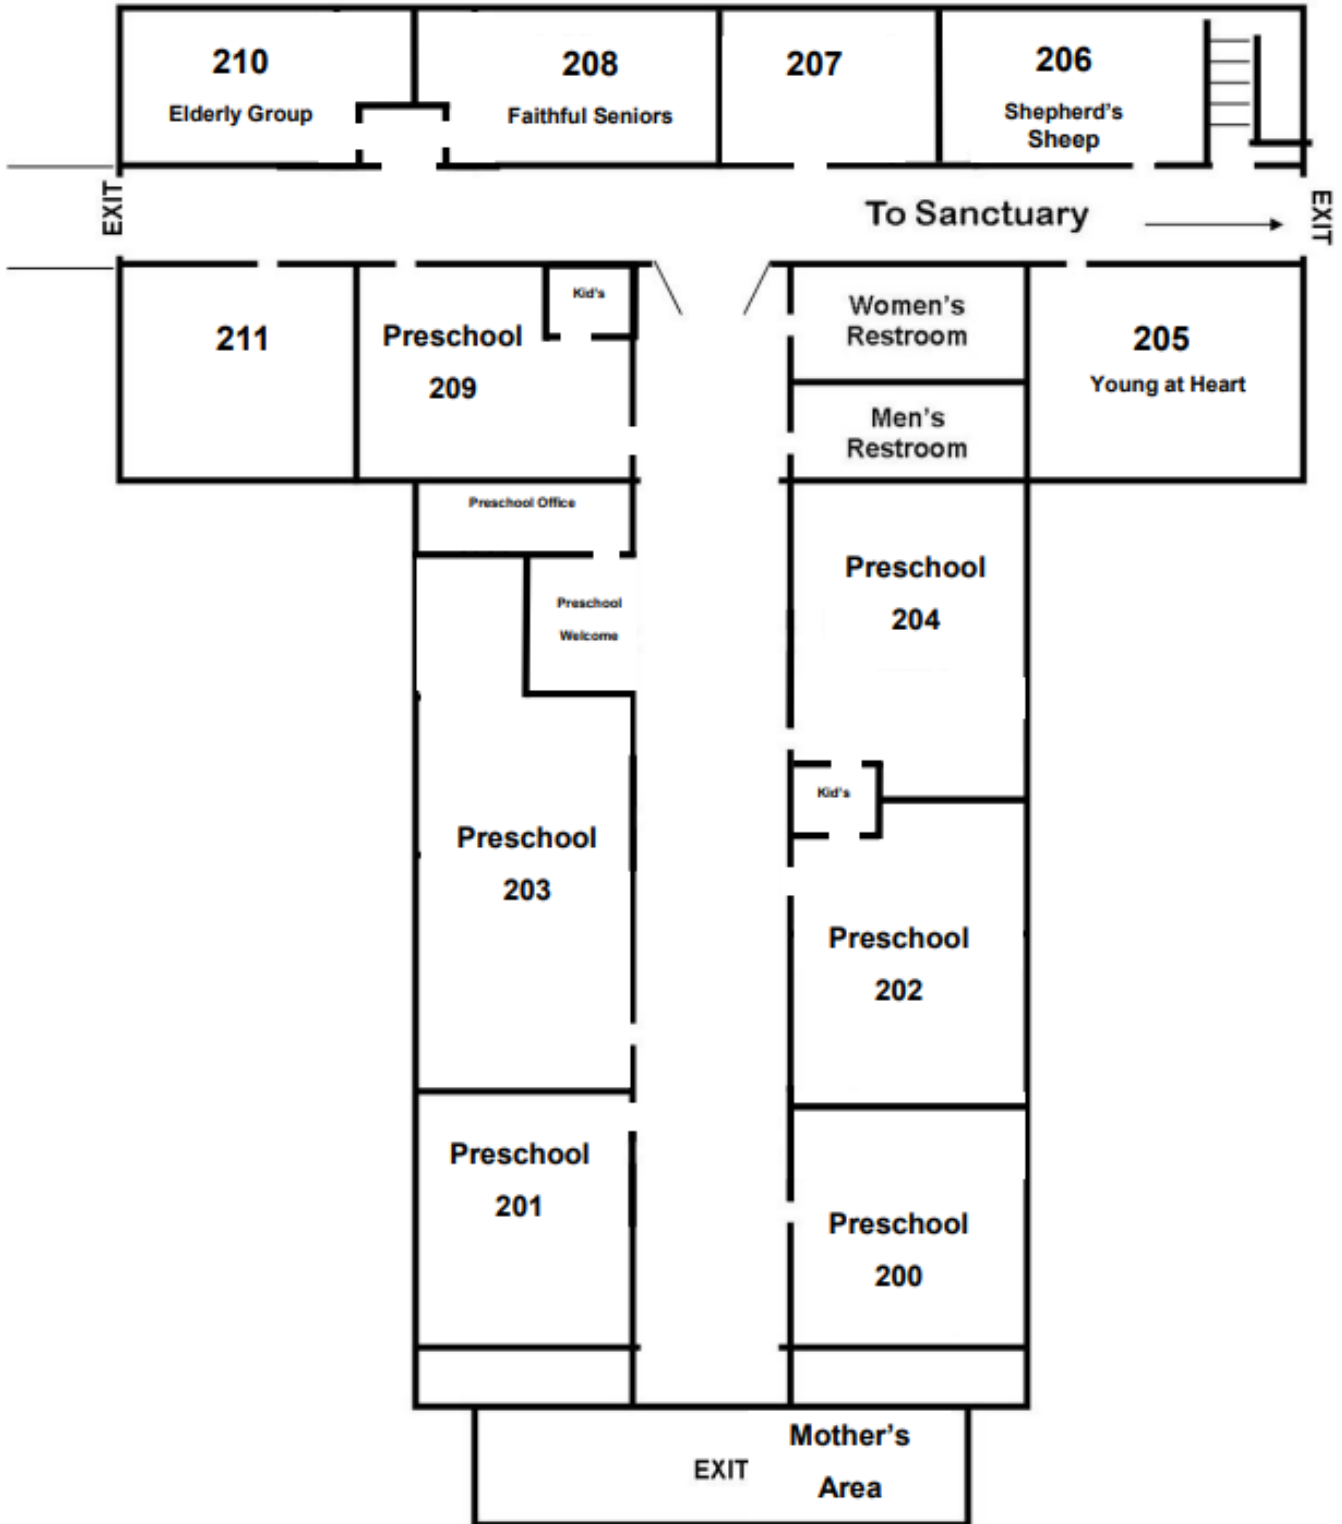 210
Elderly Group
208
Faithful Seniors
207
206
Shepherd's
Sheep
EXIT
To Sanctuary
EXIT
211
Preschool
209
Kid's
Women's
Restroom
Men's
Restroom
205
Young at Heart
Preschool Office
Preschool
Welcome
Preschool
204
Kid's
Preschool
203
Preschool
202
Preschool
201
Preschool
200
EXIT
Mother's
Area